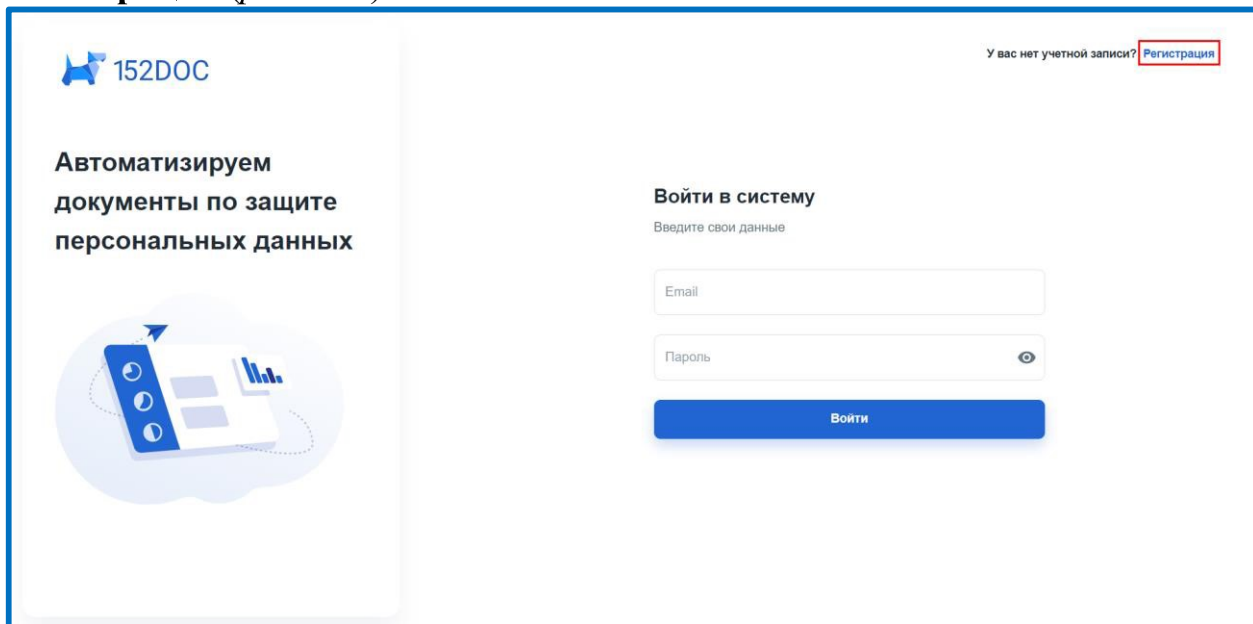 152DOC
У вас нет учетной записи? Регистрация
Автоматизируем
документы по защите
персональных данных
Войти в систему
Введите свои данные
Email
Пароль
Войти